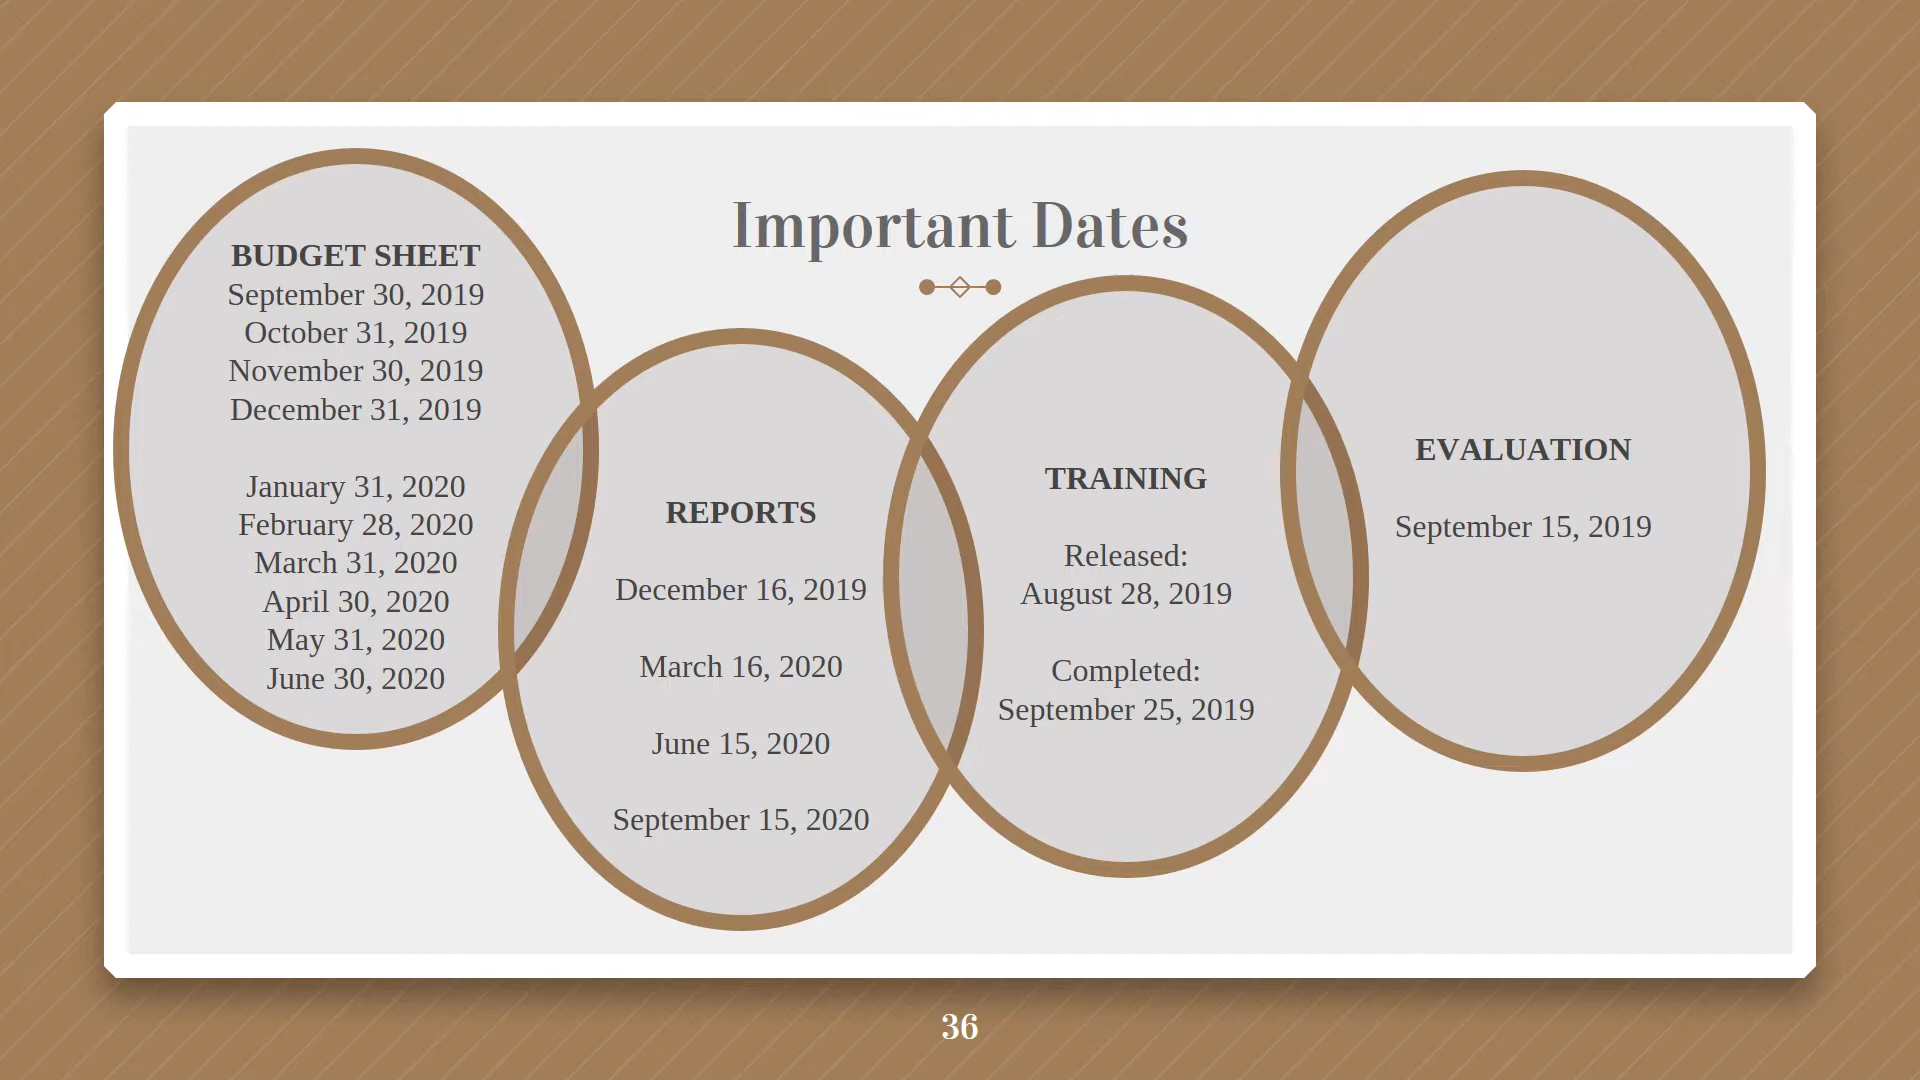 Important Dates
BUDGET SHEET
September 30, 2019
October 31, 2019
November 30, 2019
December 31, 2019
January 31, 2020
February 28, 2020
March 31, 2020
April 30, 2020
May 31, 2020
June 30, 2020
REPORTS
December 16, 2019
March 16, 2020
June 15, 2020
September 15, 2020
TRAINING
Released:
August 28, 2019
Completed:
September 25, 2019
EVALUATION
September 15, 2019
36